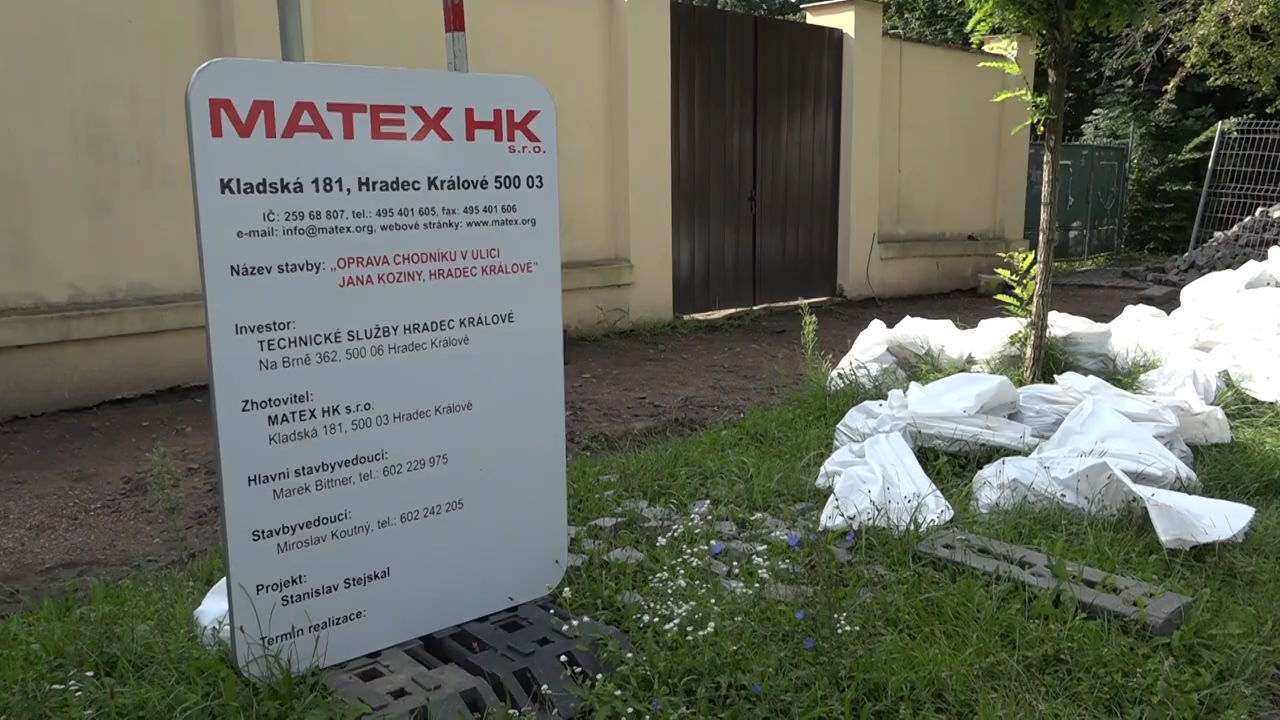 MATEX HK
s.r.o.
Kladská 181, Hradec Králové 500 03
IČ: 259 68 807, tel.: 495 401 605, fax: 495 401 606
e-mail: info@matex.org, webové stránky: www.matex.org
Název stavby: „OPRAVA CHODNÍKU V ULICI
JANA KOZINY, HRADEC KRÁLOVÉ“
Investor:
TECHNICKÉ SLUŽBY HRADEC KRÁLOVÉ
Na Brně 362, 500 06 Hradec Králové
Zhotovitel:
MATEX HK s.r.o.
Kladská 181, 500 03 Hradec Králové
Hlavní stavbyvedoucí:
Marek Bittner, tel.: 602 229 975
Stavbyvedoucí:
Miroslav Koutný, tel.: 602 242 205
Projekt:
Stanislav Stejskal
Termín realizace: